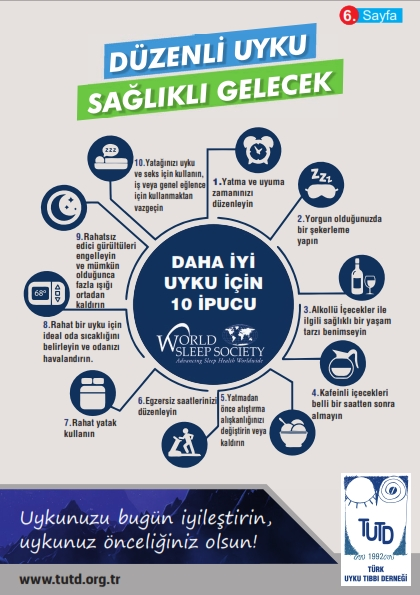 6. Sayfa
DÜZENLİ UYKU
SAĞLIKLI GELECEK
zzz
10.Yatağınızı uyku
ve seks için kullanın,
iş veya genel eğlence
için kullanmaktan
vazgeçin
1.Yatma ve uyuma
zamanınızı
düzenleyin
ZZZ
2.Yorgun olduğunuzda
bir şekerleme
yapın
9.Rahatsız
edici gürültüleri
engelleyin
ve mümkün
olduğunca
fazla ışığı
ortadan
kaldırın
DAHA İYİ
UYKU İÇİN
10 İPUCU
WORLD
SLEEP SOCIETY
Advancing Sleep Health Worldwide
68°
3.Alkollü İçecekler ile
ilgili sağlıklı bir yaşam
tarzı benimseyin
8.Rahat bir uyku için
ideal oda sıcaklığını
belirleyin ve odanızı
havalandırın.
4.Kafeinli içecekleri
belli bir saatten sonra
almayın
7.Rahat yatak
kullanın
6.Egzersiz saatlerinizi
düzenleyin
5.Yatmadan
önce atıştırma
alışkanlığınızı
değiştirin veya
kaldırın
Uykunuzu bugün iyileştirin,
uykunuz önceliğiniz olsun!
www.tutd.org.tr
TUTD
1992
TÜRK
UYKU TIBBI DERNEĞİ